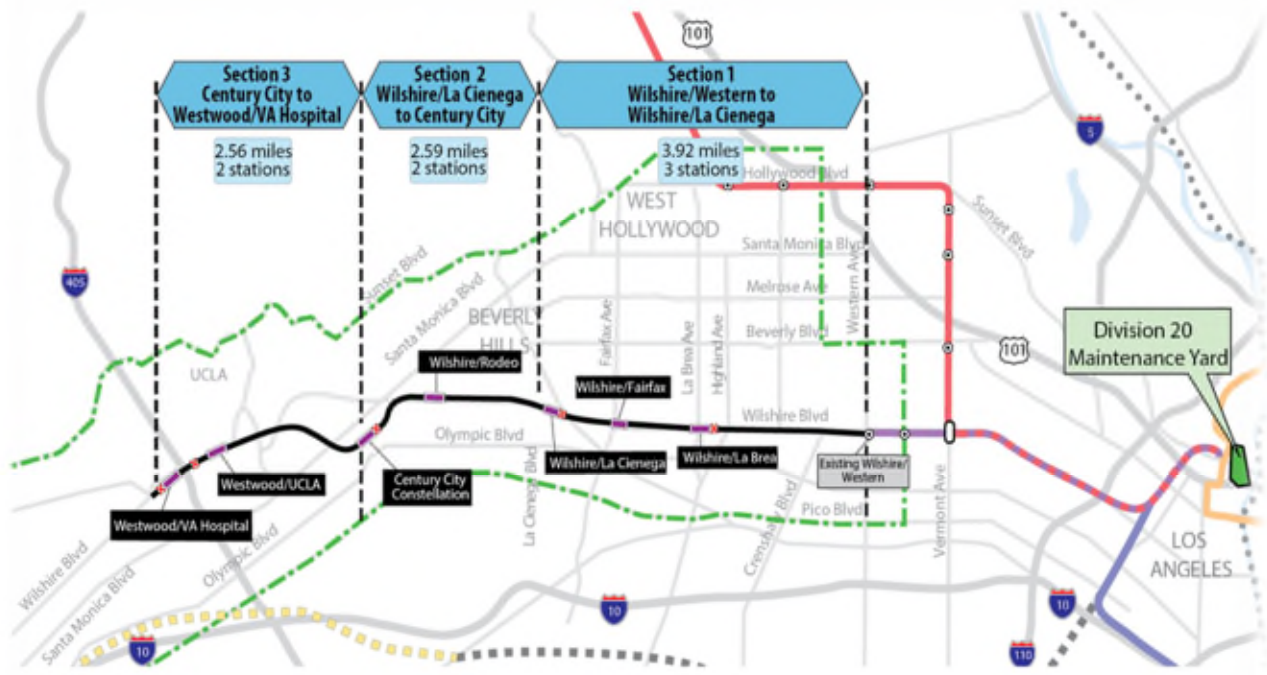 101
Section 3
Century City to
Westwood/VA Hospital
Section 2
Wilshire/La Cienega
to Century City
Section 1
Wilshire/Western to
Wilshire/La Cienega
2.56 miles
2 stations
2.59 miles
2 stations
3.92 miles
3 stations
5
Hollywood Blvd
WEST
HOLLYWOOD
Sunset Blvd
Santa Monica Blvd
Sunset Blvd
405
Santa Monica Blvd
Melrose Ave
Western Ave
BEVERLY
HILLS
Fairfax Ave
La Brea Ave
Highland Ave
Beverly Blvd
101
Division 20
Maintenance Yard
UCLA
Wilshire/Rodeo
Wilshire/Fairfax
Wilshire Blvd
Olympic Blvd
Wilshire/La Cienega
Wilshire/La Brea
Existing Wilshire/
Western
Westwood/UCLA
Century City
Constellation
La Cienega Blvd
Crenshaw Blvd
Pico Blvd
Vermont Ave
Westwood/VA Hospital
Olympic Blvd
Wilshire Blvd
Santa Monica Blvd
LOS
ANGELES
10
10
10
110